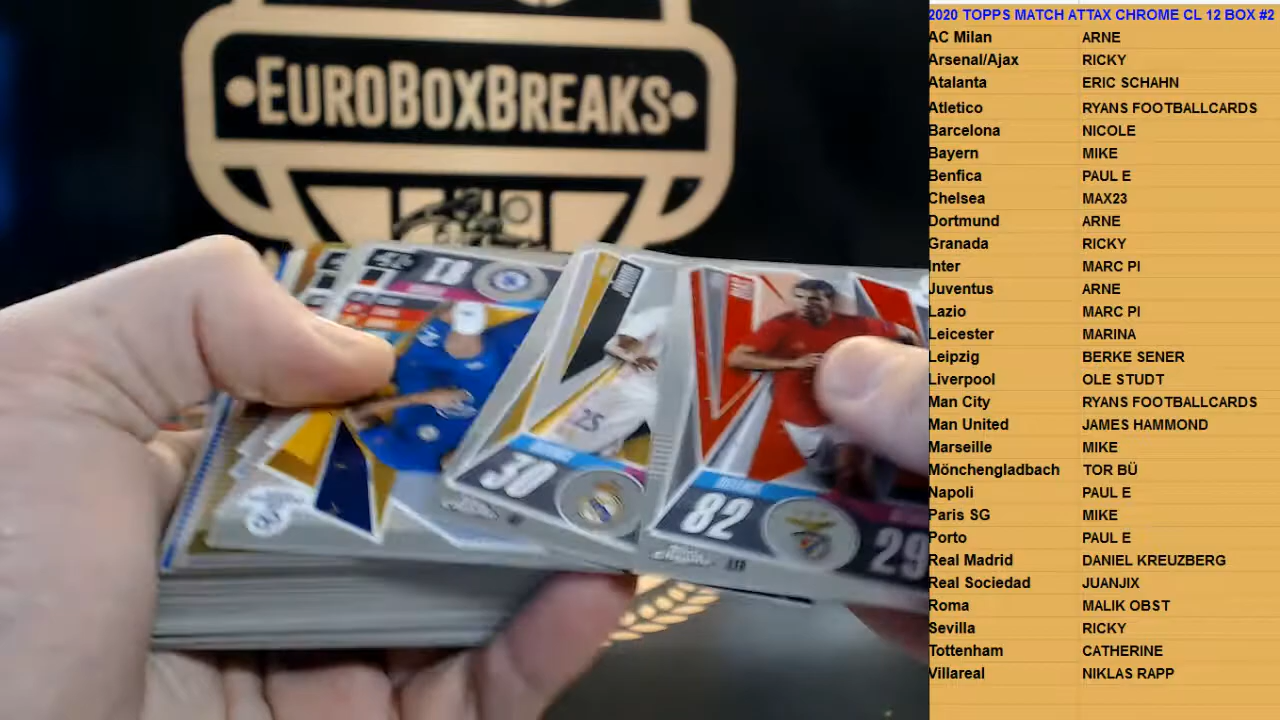 EUROBOXBREAKS
2020 TOPPS MATCH ATTAX CHROME CL 12 BOX #2
AC Milan ARNE
Arsenal/Ajax RICKY
Atalanta ERIC SCHAHN
Atletico RYANS FOOTBALLCARDS
Barcelona NICOLE
Bayern MIKE
Benfica PAUL E
Chelsea MAX23
Dortmund ARNE
Granada RICKY
Inter MARC PI
Juventus ARNE
Lazio MARC PI
Leicester MARINA
Leipzig BERKE SENER
Liverpool OLE STUDT
Man City RYANS FOOTBALLCARDS
Man United JAMES HAMMOND
Marseille MIKE
Mönchengladbach TOR BÜ
Napoli PAUL E
Paris SG MIKE
Porto PAUL E
Real Madrid DANIEL KREUZBERG
Real Sociedad JUANJIX
Roma MALIK OBST
Sevilla RICKY
Tottenham CATHERINE
Villareal NIKLAS RAPP
18
30
25
82
29